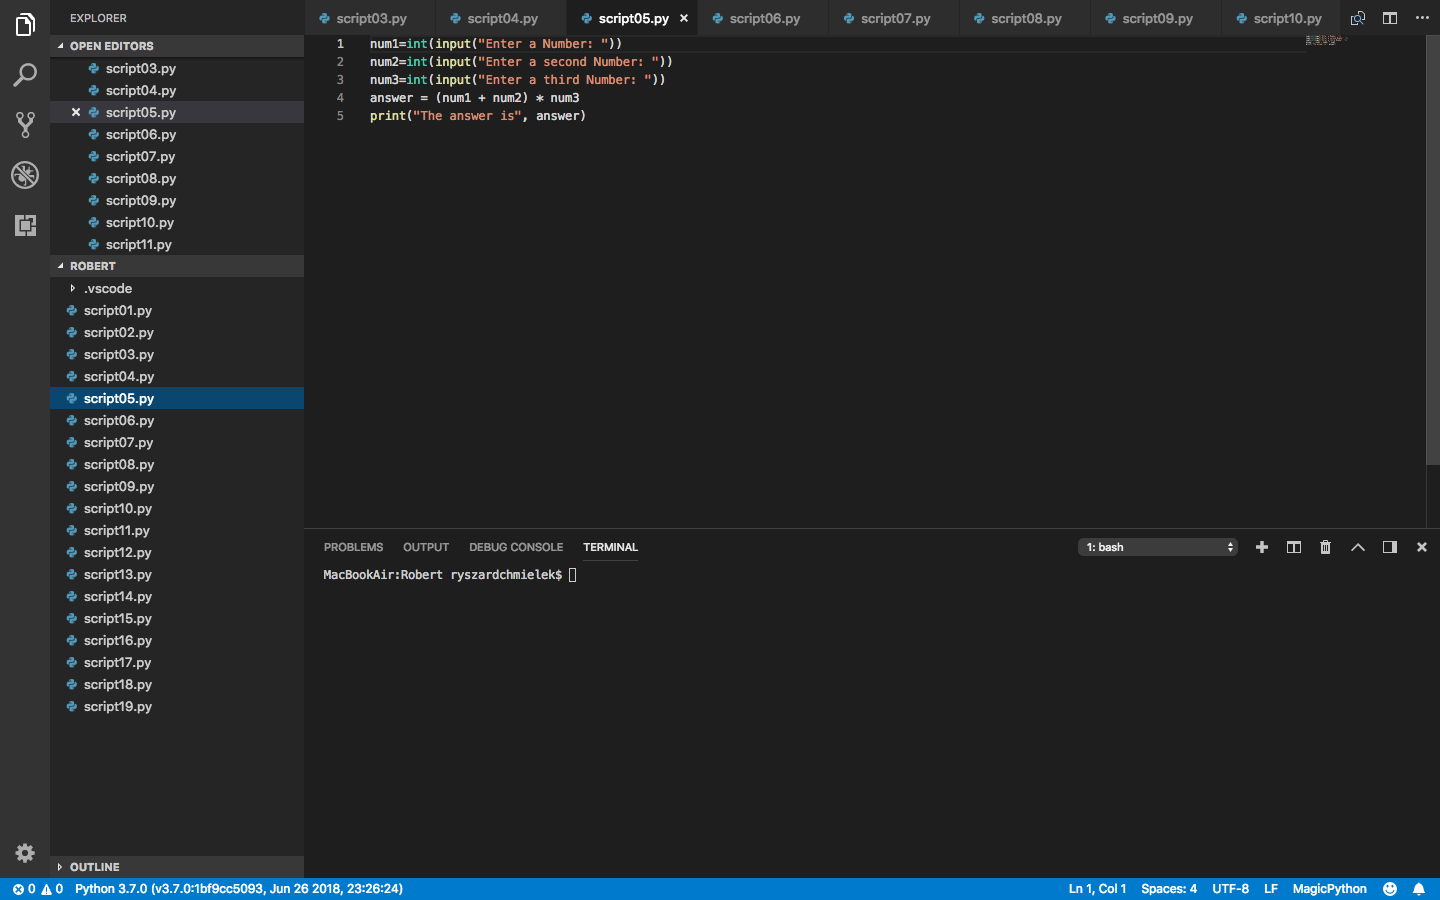 EXPLORER
OPEN EDITORS
script03.py
script04.py
script05.py
script06.py
script07.py
script08.py
script09.py
script10.py
script11.py
ROBERT
.vscode
script01.py
script02.py
script03.py
script04.py
script05.py
script06.py
script07.py
script08.py
script09.py
script10.py
script11.py
script12.py
script13.py
script14.py
script15.py
script16.py
script17.py
script18.py
script19.py
OUTLINE
script03.py script04.py script05.py script06.py script07.py script08.py script09.py script10.py
1 num1=int(input("Enter a Number: "))
2 num2=int(input("Enter a second Number: "))
3 num3=int(input("Enter a third Number: "))
4 answer = (num1 + num2) * num3
5 print("The answer is", answer)
PROBLEMS OUTPUT DEBUG CONSOLE TERMINAL 1: bash
MacBookAir:Robert ryszardchmielek$
0 0 Python 3.7.0 (v3.7.0:1bf9cc5093, Jun 26 2018, 23:26:24) Ln 1, Col 1 Spaces: 4 UTF-8 LF MagicPython